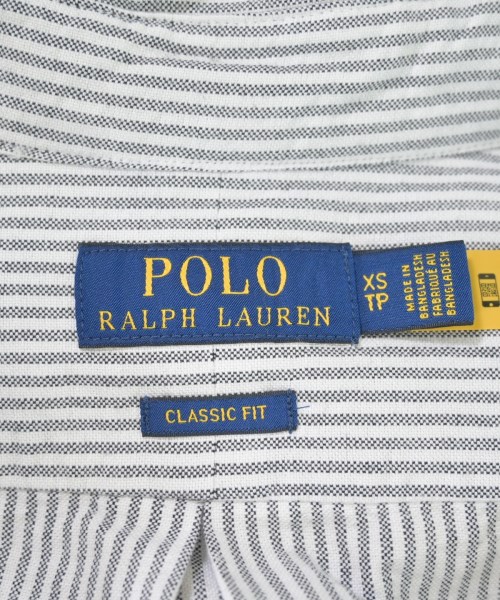 POLO
RALPH LAUREN
XS
TP
MADE IN
BANGLADESH
FABRIQUÉ AU
BANGLADESH
CLASSIC FIT